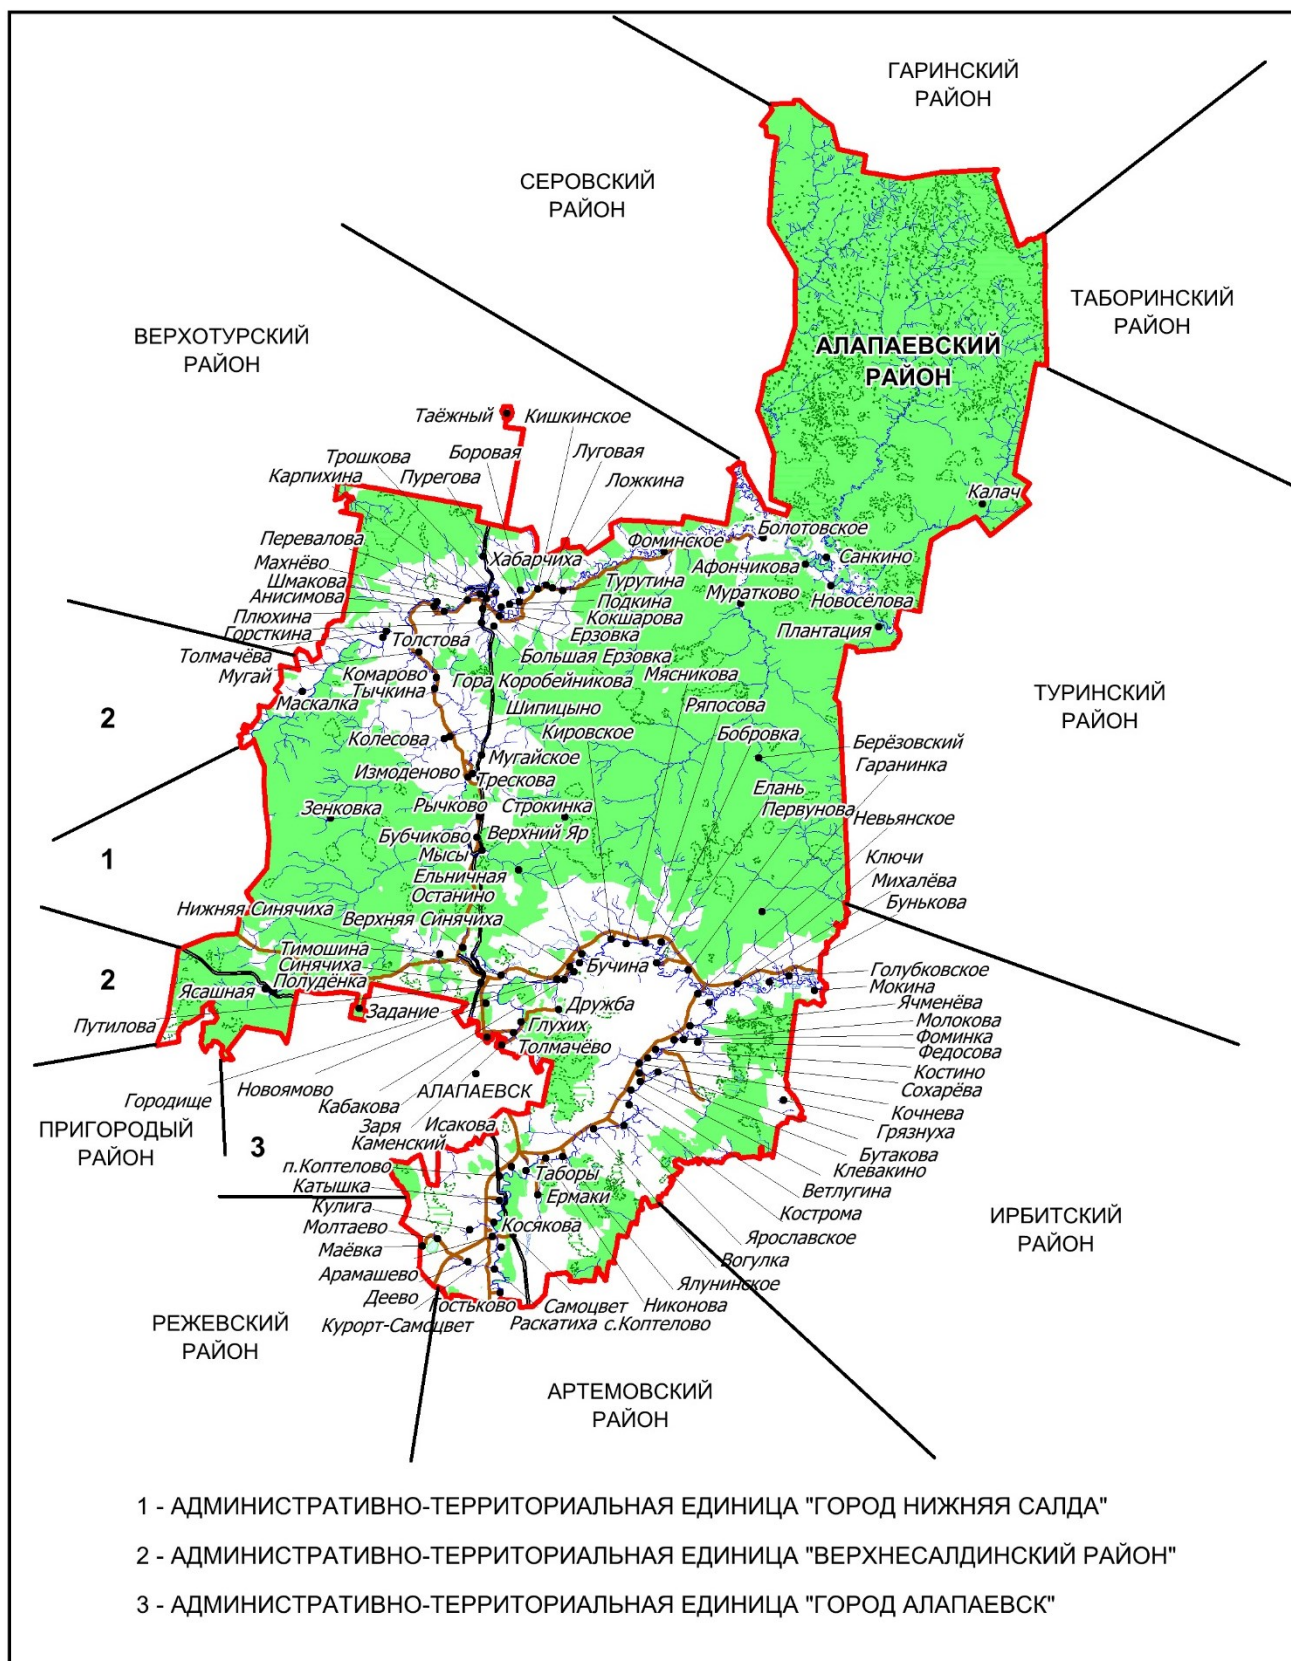 ГАРИНСКИЙ
РАЙОН
СЕРОВСКИЙ
РАЙОН
ТАБОРИНСКИЙ
РАЙОН
ВЕРХОТУРСКИЙ
РАЙОН
АЛАПАЕВСКИЙ
РАЙОН
Таёжный
Кишкинское
Боровая
Луговая
Трошкова
Карпихина
Пурегова
Ложкина
Калач
Перевалова
Хабарчиха
Фоминское
Болотовское
Махнёво
Афончикова
Санкино
Шмакова
Турутина
Анисимова
Подкина
Муратково
Новосёлова
Плюхина
Кокшарова
Горсткина
Толстова
Ерзовка
Плантация
Толмачёва
Большая Ерзовка
Мугай
Комарово
Гора Коробейникова
Мясникова
Тычкина
Маскалка
Шипицыно
Ряпосова
ТУРИНСКИЙ
РАЙОН
2
Колесова
Кировское
Бобровка
Берёзовский
Мугайское
Гаранинка
Измоденово
Трескова
Елань
Зенковка
Рычково
Строкинка
Первунова
Невьянское
Бубчиково
Верхний Яр
Ключи
1
Мысы
Михалёва
Ельничная
Бунькова
Останино
Нижняя Синячиха
Верхняя Синячиха
Тимошина
Синячиха
Бучина
Голубковское
2
Полуденка
Мокина
Ясашная
Ячменёва
Путилова
Задание
Дружба
Молокова
Глухих
Фоминка
Толмачёво
Федосова
Костино
Городище
Новоямово
АЛАПАЕВСК
Сохарёва
Кабакова
Кочнева
ПРИГОРОДЫЙ
РАЙОН
Заря
Исакова
Грязнуха
3
Каменский
Бутакова
п.Коптелово
Таборы
Клевакино
Катышка
Ермаки
Ветлугина
Кулига
Кострома
ИРБИТСКИЙ
РАЙОН
Молтаево
Косякова
Ярославское
Маёвка
Вогулка
Арамашево
Ялунинское
Деево
Гостьково
Самоцвет
Никонова
Курорт-Самоцвет
Раскатиха
с.Коптелово
РЕЖЕВСКИЙ
РАЙОН
АРТЕМОВСКИЙ
РАЙОН
1 - АДМИНИСТРАТИВНО-ТЕРРИТОРИАЛЬНАЯ ЕДИНИЦА "ГОРОД НИЖНЯЯ САЛДА"
2 - АДМИНИСТРАТИВНО-ТЕРРИТОРИАЛЬНАЯ ЕДИНИЦА "ВЕРХНЕСАЛДИНСКИЙ РАЙОН"
3 - АДМИНИСТРАТИВНО-ТЕРРИТОРИАЛЬНАЯ ЕДИНИЦА "ГОРОД АЛАПАЕВСК"